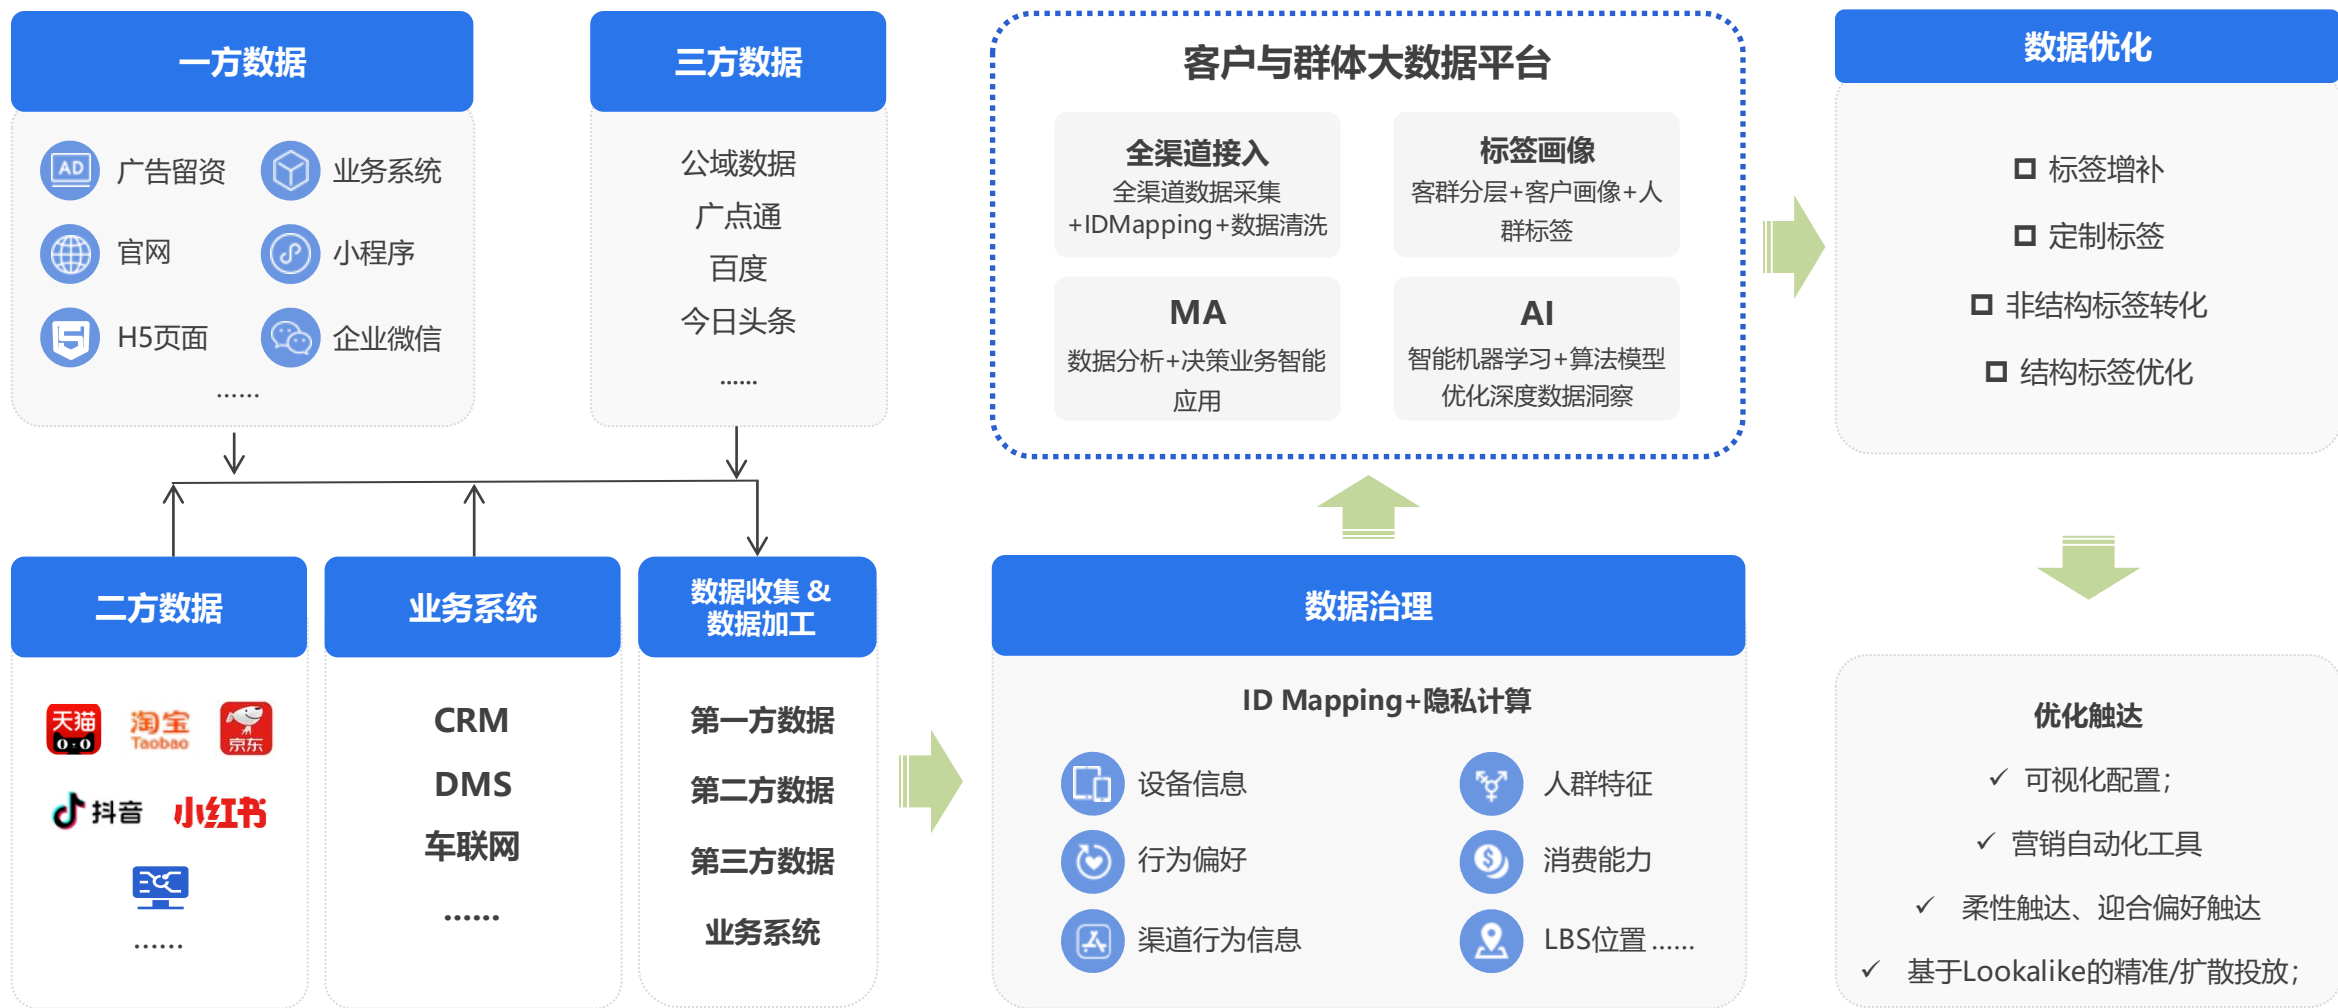 一方数据
AD
广告留资
业务系统
官网
小程序
H5页面
企业微信
......
三方数据
公域数据
广点通
百度
今日头条
......
二方数据
天猫
淘宝
Taobao
京东
抖音
小红书
......
业务系统
CRM
DMS
车联网
......
数据收集 &
数据加工
第一方数据
第二方数据
第三方数据
业务系统
客户与群体大数据平台
全渠道接入
全渠道数据采集
+IDMapping+数据清洗
标签画像
客群分层+客户画像+人
群标签
MA
数据分析+决策业务智能
应用
AI
智能机器学习+算法模型
优化深度数据洞察
数据治理
ID Mapping+隐私计算
设备信息
人群特征
行为偏好
消费能力
渠道行为信息
LBS位置 ......
数据优化
标签增补
定制标签
非结构标签转化
结构标签优化
优化触达
✓ 可视化配置；
✓ 营销自动化工具
✓ 柔性触达、迎合偏好触达
✓ 基于Lookalike的精准/扩散投放；